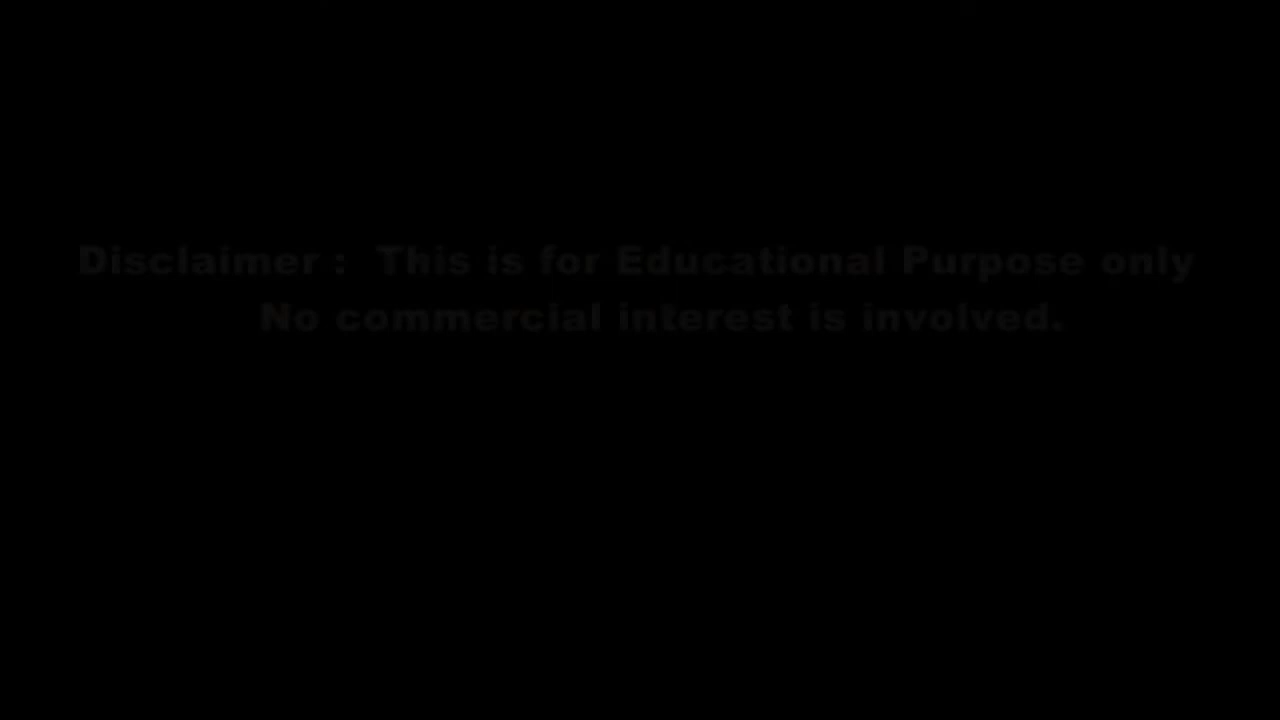 Disclaimer :  This is for Educational Purpose only
No commercial interest is involved.